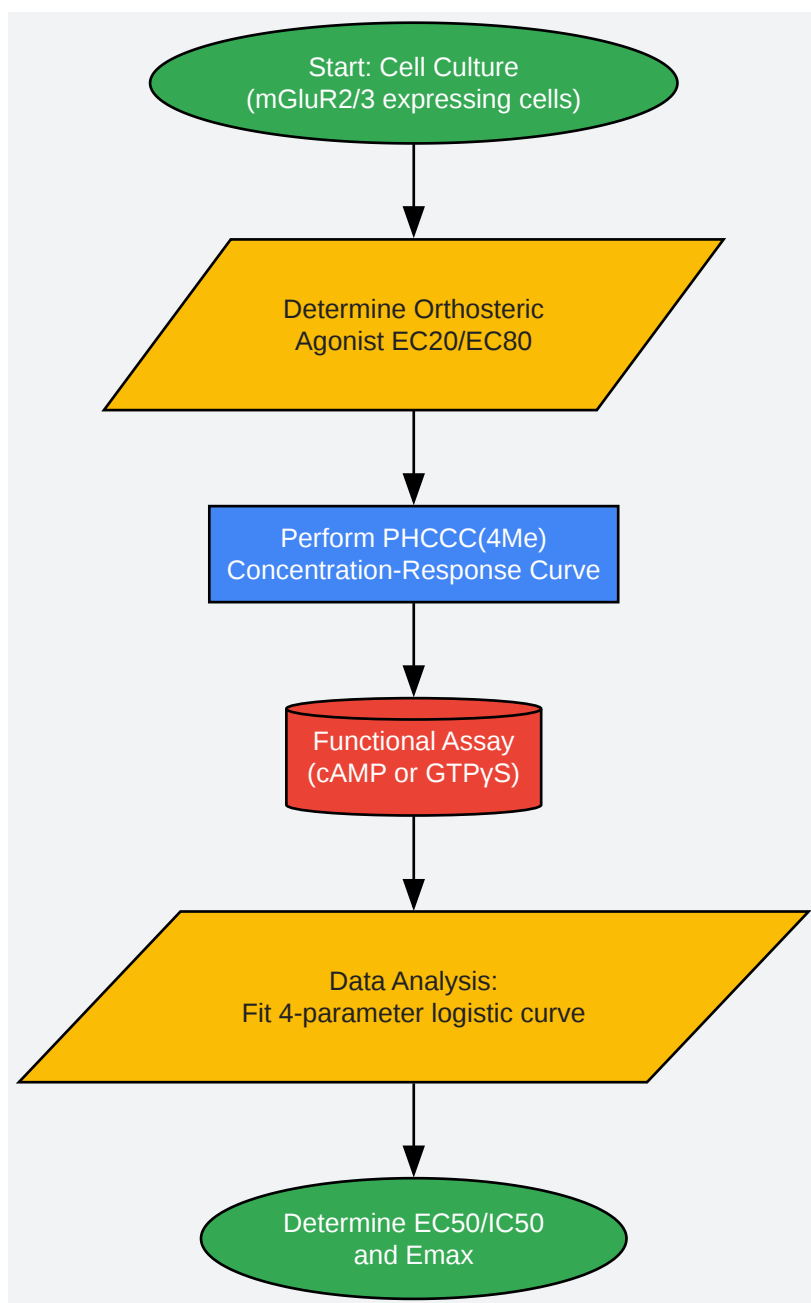 Start: Cell Culture
(mGluR2/3 expressing cells)
Determine Orthosteric
Agonist EC20/EC80
Perform PHCCC(4Me)
Concentration-Response Curve
Functional Assay
(cAMP or GTPγS)
Data Analysis:
Fit 4-parameter logistic curve
Determine EC50/IC50
and Emax